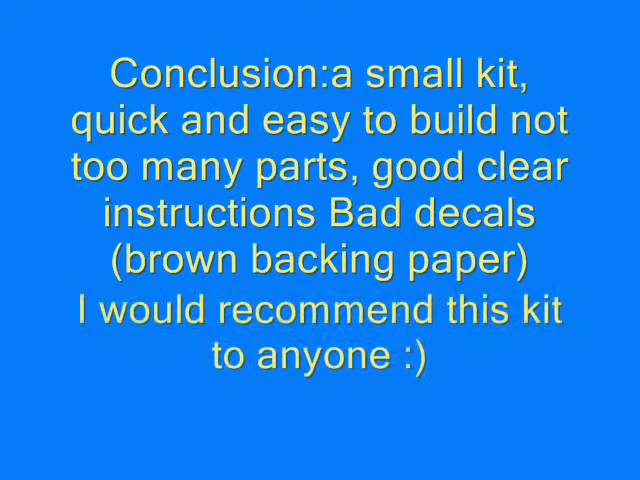 Conclusion:a small kit,
quick and easy to build not
too many parts, good clear
instructions Bad decals
(brown backing paper)
I would recommend this kit
to anyone :)